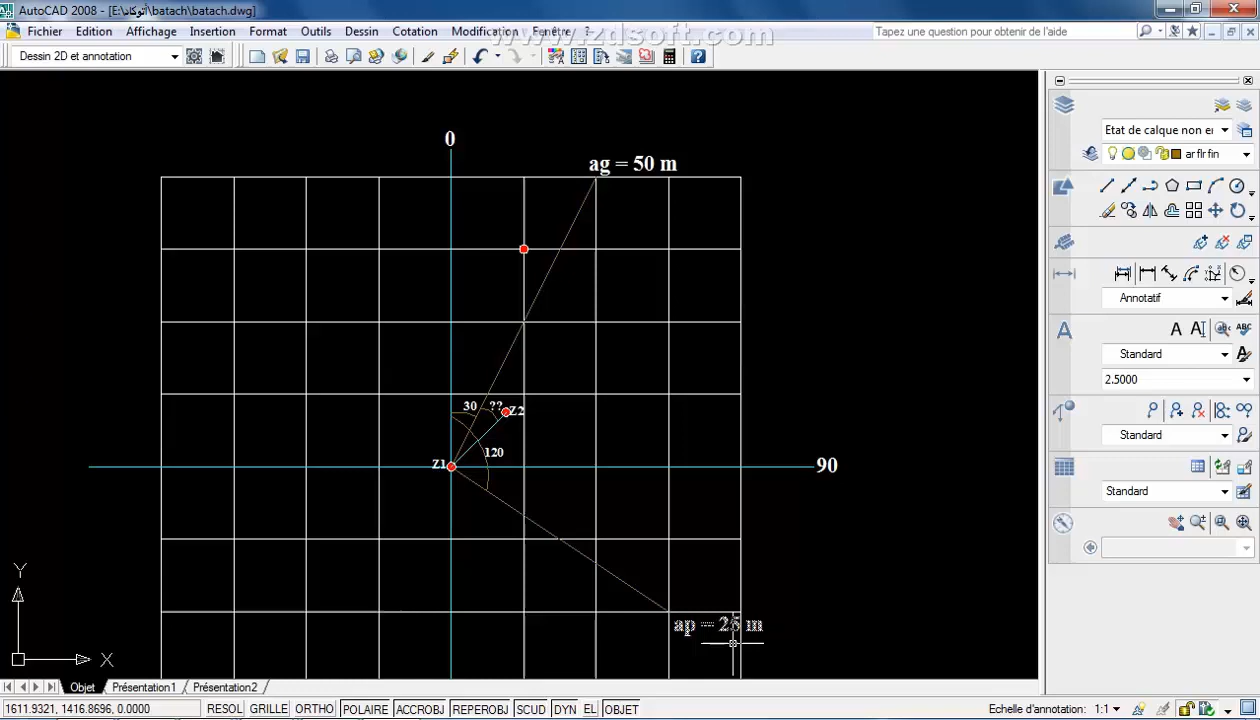 AutoCAD 2008 - [E:\أتوكاد\batach\batach.dwg]
Fichier Edition Affichage Insertion Format Outils Dessin Cotation Modification Fenêtre ?
www.zdsoft.com
Tapez une question pour obtenir de l'aide
Dessin 2D et annotation
Etat de calque non er
ar flr fin
0
ag = 50 m
Annotatif
Standard
2.5000
30 ?? Z2
Standard
120
Z1
90
Standard
ap = 25 m
Y
X
Objet Présentation1 Présentation2
1611.9321, 1416.8696, 0.0000 RESOL GRILLE ORTHO POLAIRE ACCROBJ REPEROBJ SCUD DYN EL OBJET Echelle d'annotation: 1:1